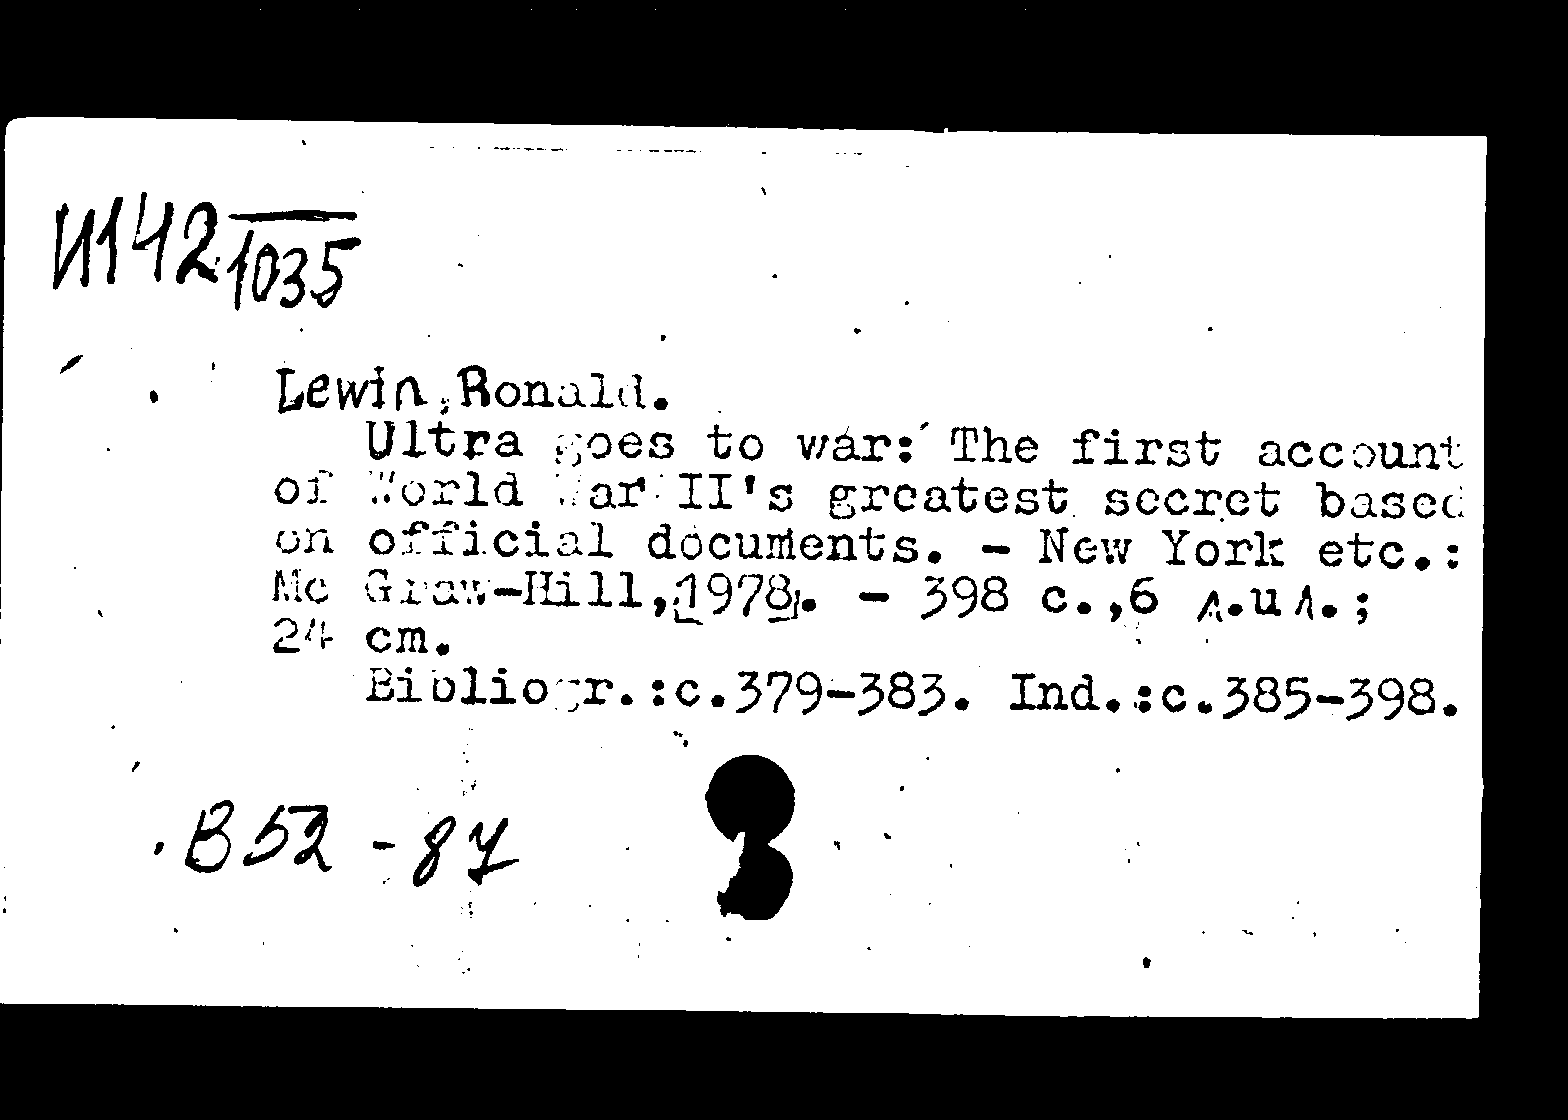 И142 1035
Lewin, Ronald.
Ultra goes to war: The first account
of World War II's greatest secret based
on official documents. - New York etc.:
Mc Graw-Hill, [1978]. - 398 c., 6 л.ил.;
24 cm.
Bibliogr.: c.379-383. Ind.: c.385-398.
B52 - 87